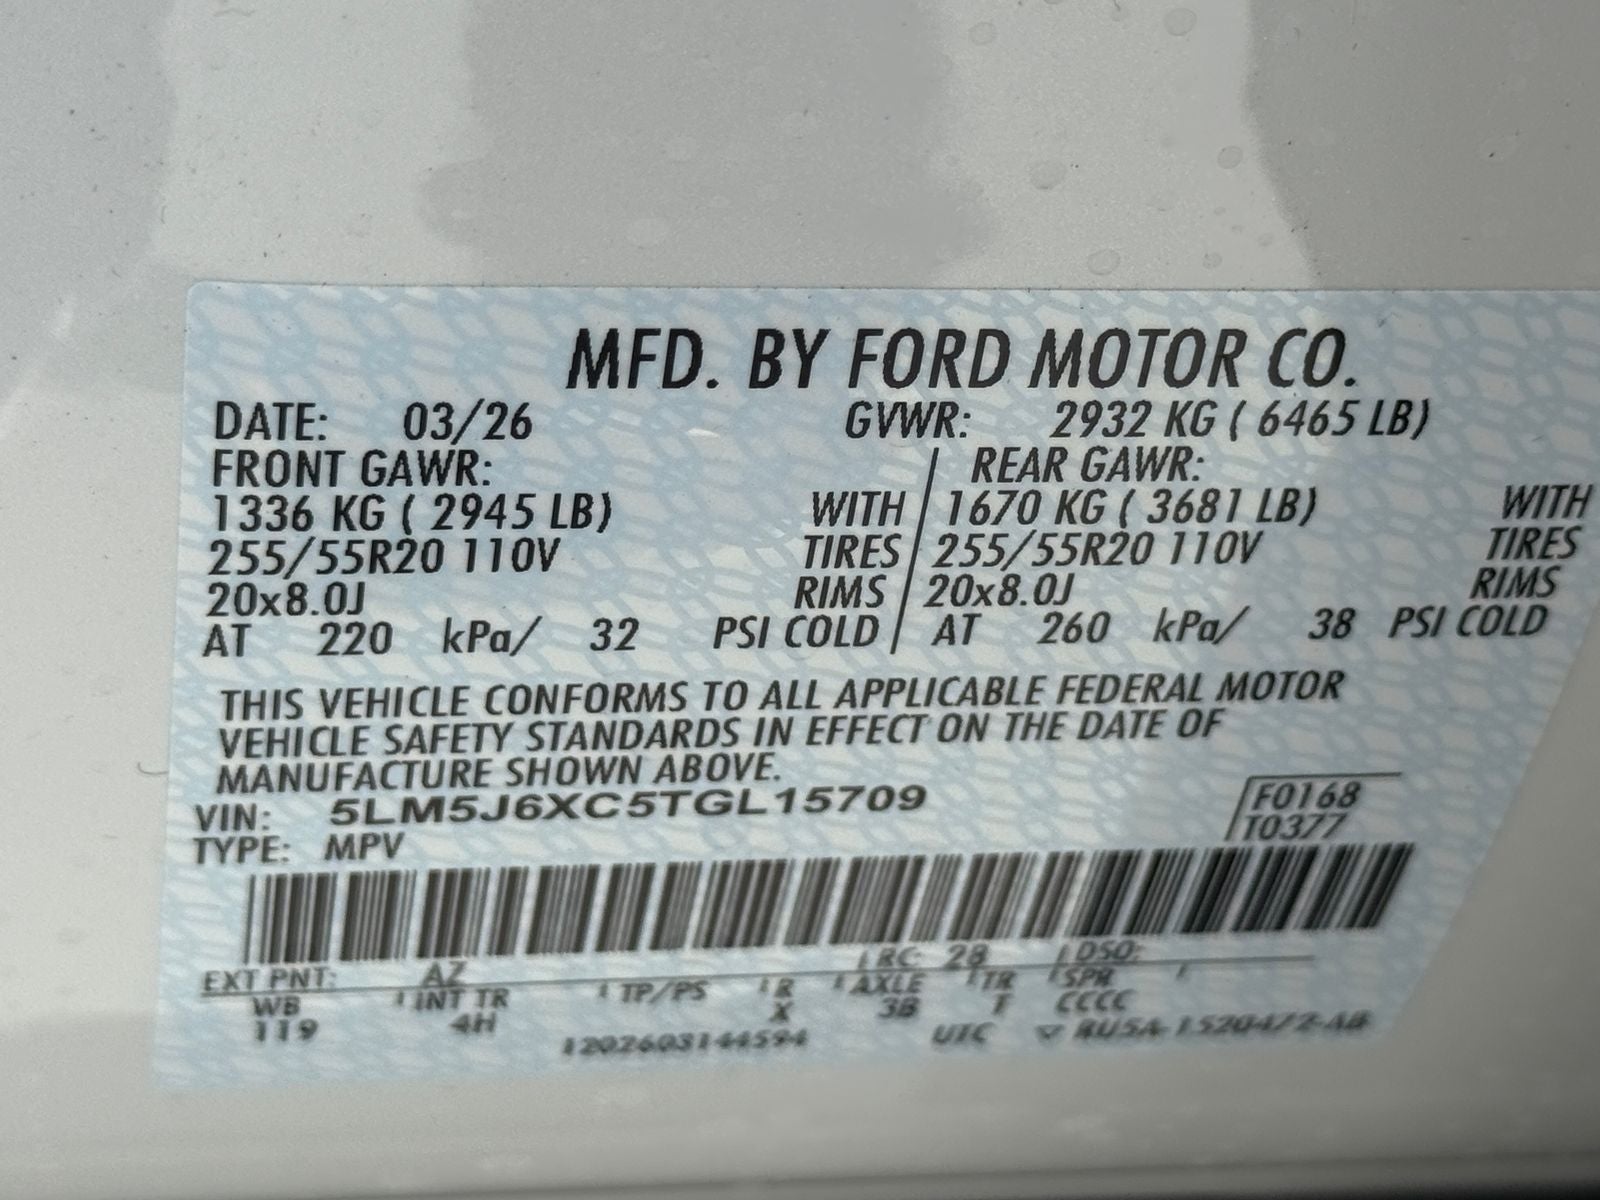 MFD. BY FORD MOTOR CO.
DATE: 03/26 GVWR: 2932 KG ( 6465 LB)
FRONT GAWR: REAR GAWR:
1336 KG ( 2945 LB) WITH 1670 KG ( 3681 LB) WITH
255/55R20 110V TIRES 255/55R20 110V TIRES
20x8.0J RIMS 20x8.0J RIMS
AT 220 kPa/ 32 PSI COLD AT 260 kPa/ 38 PSI COLD
THIS VEHICLE CONFORMS TO ALL APPLICABLE FEDERAL MOTOR
VEHICLE SAFETY STANDARDS IN EFFECT ON THE DATE OF
MANUFACTURE SHOWN ABOVE.
VIN: 5LM5J6XC5TGL15709
F0168
TYPE: MPV
T0377
EXT PNT: AZ RC: 28 DSO:
WB INT TR TP/PS R AXLE TR SPR
119 4H X 3B T CCCC
1202603144594 UTC